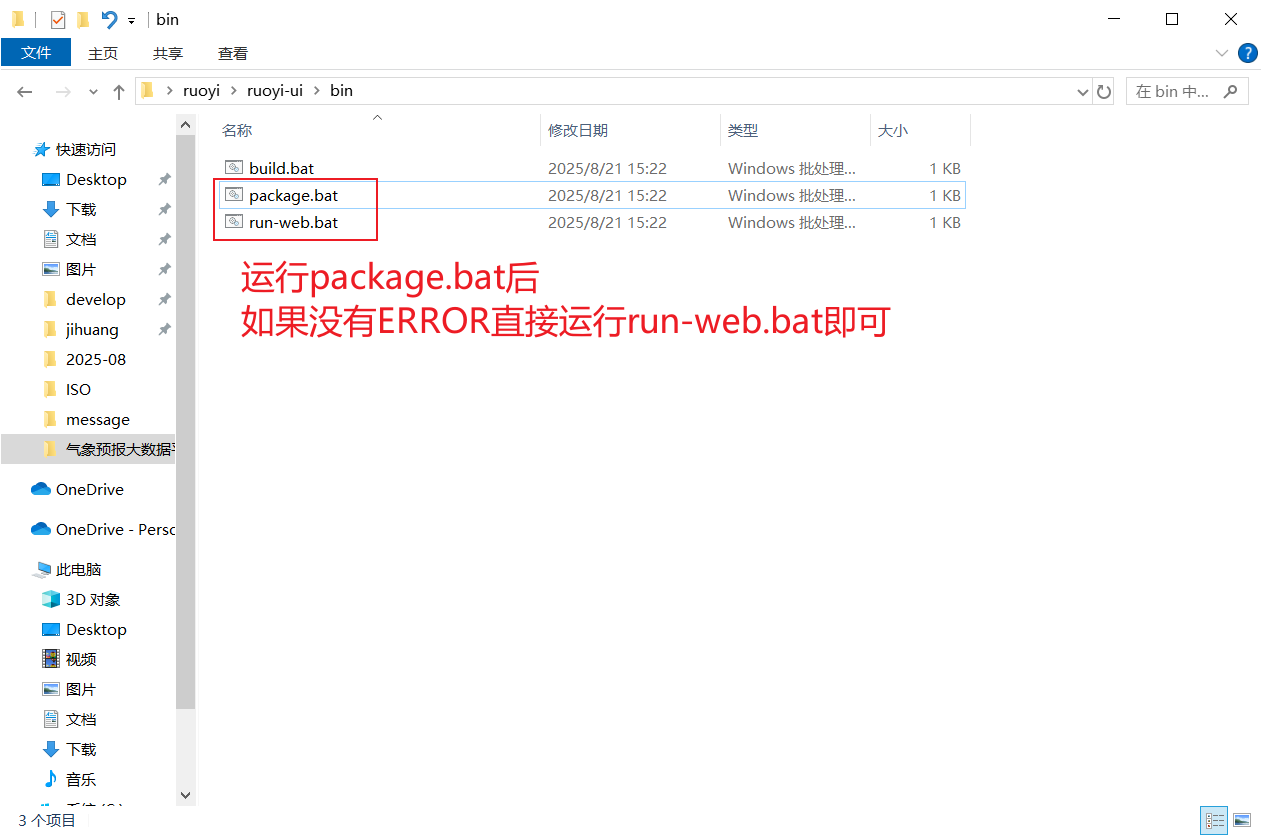 bin
文件 主页 共享 查看
ruoyi ruoyi-ui bin 在 bin 中...
名称 修改日期 类型 大小
build.bat 2025/8/21 15:22 Windows 批处理... 1 KB
package.bat 2025/8/21 15:22 Windows 批处理... 1 KB
run-web.bat 2025/8/21 15:22 Windows 批处理... 1 KB
运行package.bat后
如果没有ERROR直接运行run-web.bat即可
快速访问
Desktop
下载
文档
图片
develop
jihuang
2025-08
ISO
message
气象预报大数据
OneDrive
OneDrive - Perso
此电脑
3D 对象
Desktop
视频
图片
文档
下载
音乐
3 个项目